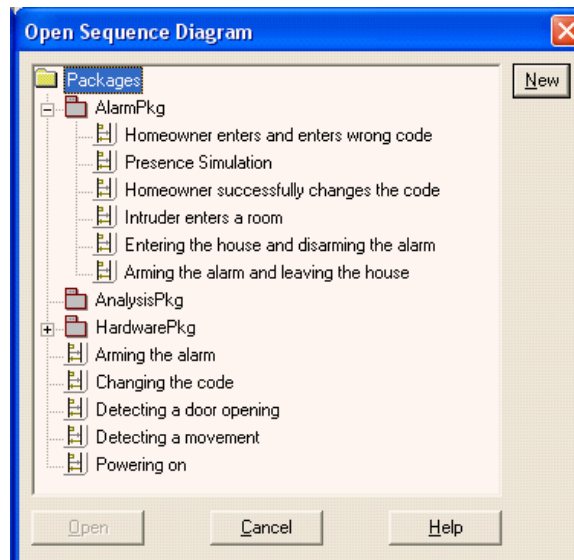 Open Sequence Diagram
Packages
New
AlarmPkg
Homeowner enters and enters wrong code
Presence Simulation
Homeowner successfully changes the code
Intruder enters a room
Entering the house and disarming the alarm
Arming the alarm and leaving the house
AnalysisPkg
HardwarePkg
Arming the alarm
Changing the code
Detecting a door opening
Detecting a movement
Powering on
Open
Cancel
Help